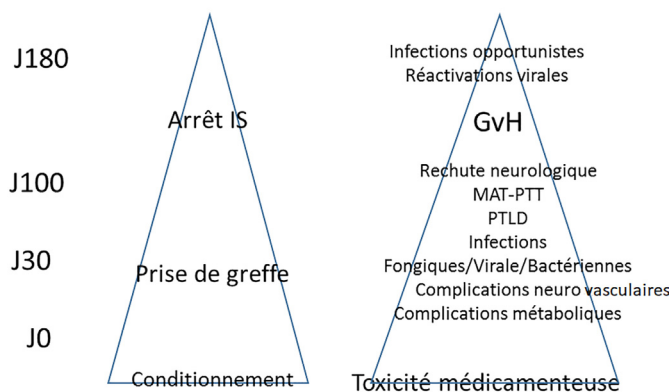 J180
Arrêt IS
J100
J30
Prise de greffe
J0
Conditionnement
Infections opportunistes
Réactivations virales
GvH
Rechute neurologique
MAT-PTT
PTLD
Infections
Fongiques/Virale/Bactériennes
Complications neuro vasculaires
Complications métaboliques
Toxicité médicamenteuse